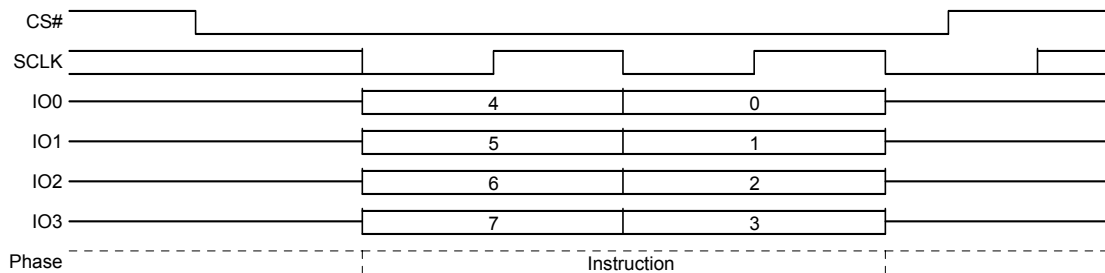 CS#
SCLK
IO0 4 0
IO1 5 1
IO2 6 2
IO3 7 3
Phase Instruction